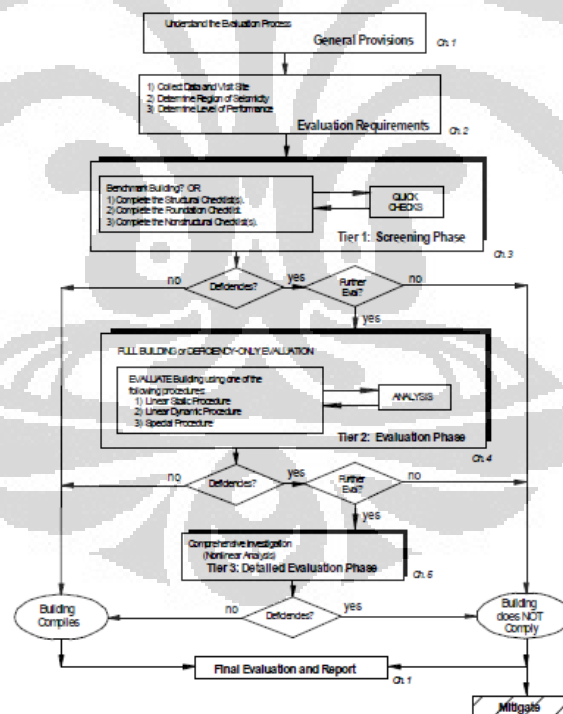 Understand the Evaluation Process
General Provisions
Ch. 1
1) Collect Data and Visit Site
2) Determine Region of Seismicity
3) Determine Level of Performance
Evaluation Requirements
Ch. 2
Benchmark Building? OR
1) Complete the Structural Checklist(s).
2) Complete the Foundation Checklist.
3) Complete the Nonstructural Checklist(s).
QUICK
CHECKS
Tier 1: Screening Phase
Ch. 3
no
Deficiencies?
yes
Further
Eval?
no
yes
FULL BUILDING or DEFICIENCY-ONLY EVALUATION
EVALUATE Building using one of the
following procedures:
1) Linear Static Procedure
2) Linear Dynamic Procedure
3) Special Procedure
ANALYSIS
Tier 2: Evaluation Phase
Ch. 4
no
Deficiencies?
yes
Further
Eval?
no
yes
Comprehensive Investigation
(Nonlinear Analysis)
Tier 3: Detailed Evaluation Phase
Ch. 5
Building
Complies
no
Deficiencies?
yes
Building
does NOT
Comply
Final Evaluation and Report
Ch. 1
Mitigate